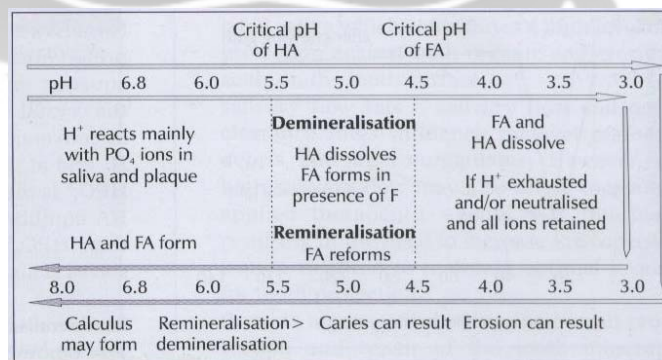 Critical pH of HA
Critical pH of FA
pH 6.8 6.0 5.5 5.0 4.5 4.0 3.5 3.0
H⁺ reacts mainly
with PO₄ ions in
saliva and plaque
HA and FA form
Demineralisation
HA dissolves
FA forms in
presence of F
Remineralisation
FA reforms
FA and
HA dissolve
If H⁺ exhausted
and/or neutralised
and all ions retained
8.0 6.8 6.0 5.5 5.0 4.5 4.0 3.5 3.0
Calculus
may form
Remineralisation>
demineralisation
Caries can result
Erosion can result